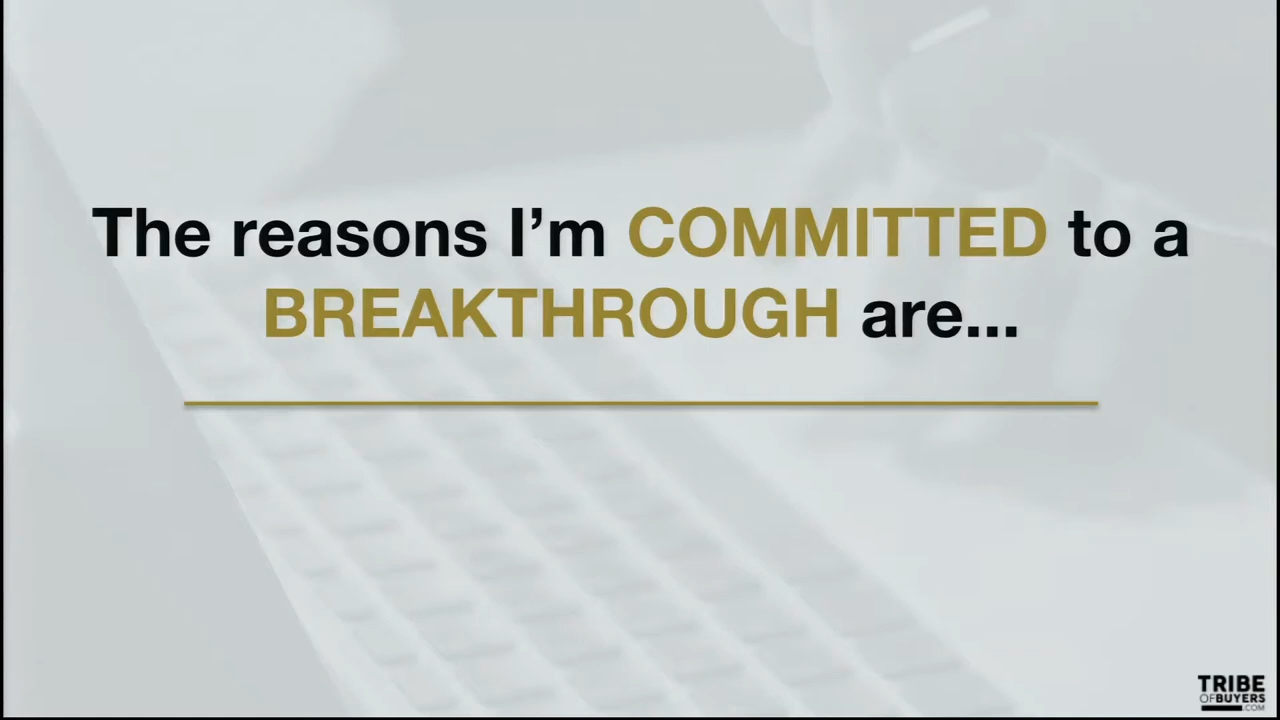 The reasons I’m COMMITTED to a
BREAKTHROUGH are...
TRIBE
OFBUYERS
.COM